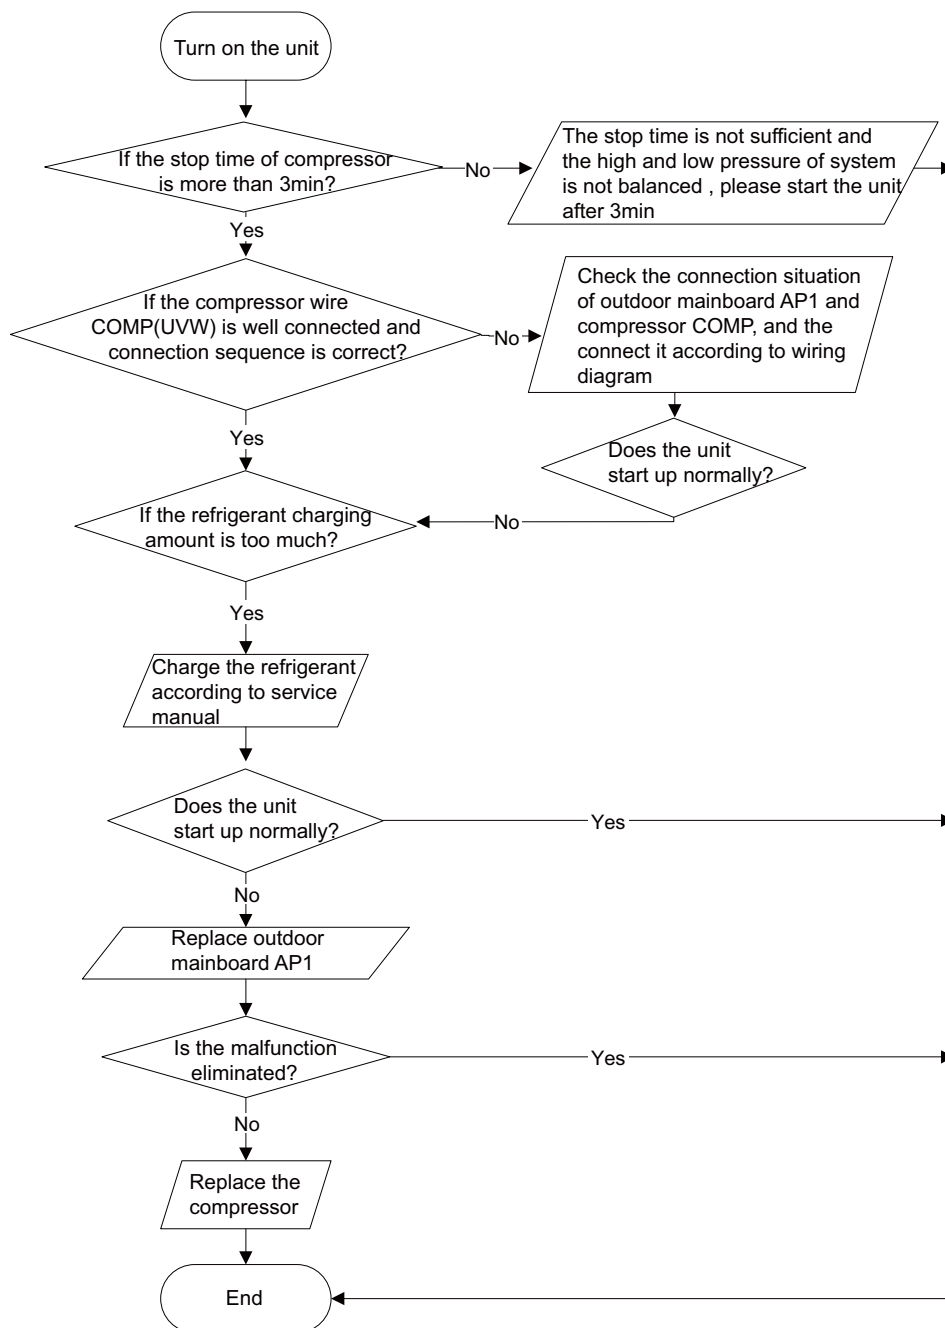 Turn on the unit
If the stop time of compressor
is more than 3min?
No
The stop time is not sufficient and
the high and low pressure of system
is not balanced , please start the unit
after 3min
Yes
If the compressor wire
COMP(UVW) is well connected and
connection sequence is correct?
No
Check the connection situation
of outdoor mainboard AP1 and
compressor COMP, and the
connect it according to wiring
diagram
Yes
Does the unit
start up normally?
No
If the refrigerant charging
amount is too much?
Yes
Charge the refrigerant
according to service
manual
Does the unit
start up normally?
Yes
No
Replace outdoor
mainboard AP1
Is the malfunction
eliminated?
Yes
No
Replace the
compressor
End